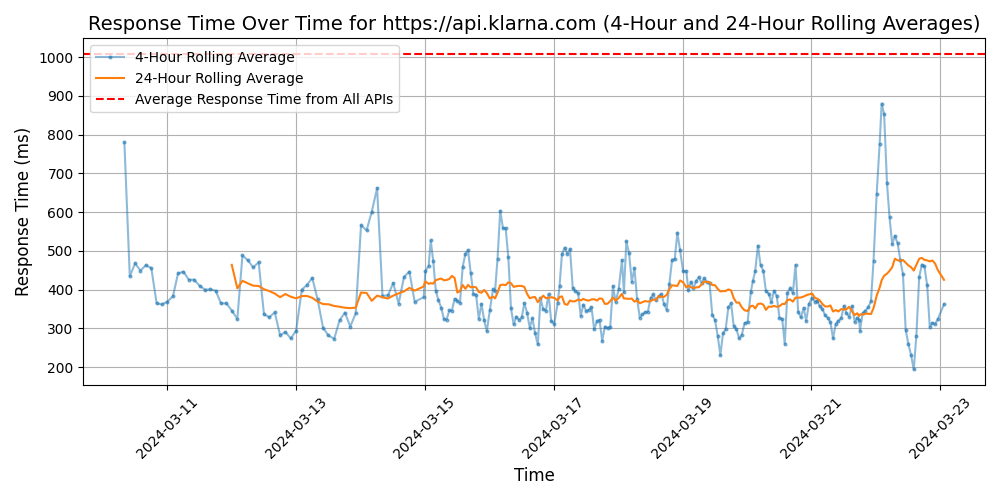 Response Time Over Time for https://api.klarna.com (4-Hour and 24-Hour Rolling Averages)
4-Hour Rolling Average
24-Hour Rolling Average
Average Response Time from All APIs
Response Time (ms)
1000
900
800
700
600
500
400
300
200
2024-03-11
2024-03-13
2024-03-15
2024-03-17
2024-03-19
2024-03-21
2024-03-23
Time